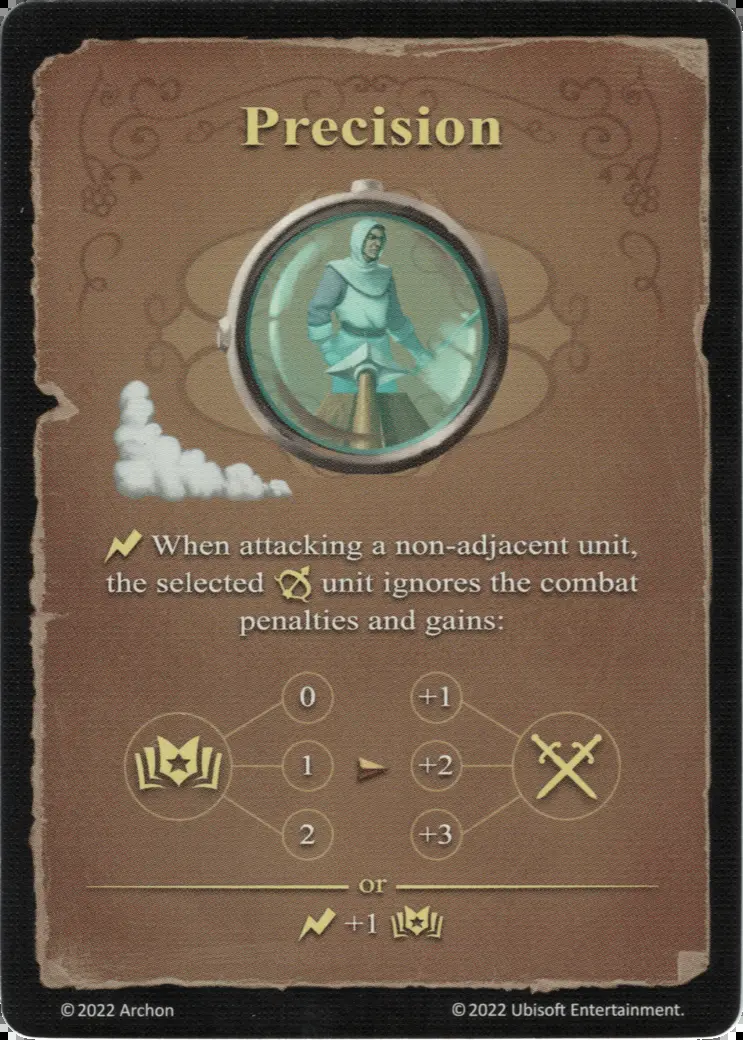 Precision
When attacking a non-adjacent unit,
the selected unit ignores the combat
penalties and gains:
0 +1
1 +2
2 +3
or
+1
© 2022 Archon © 2022 Ubisoft Entertainment.